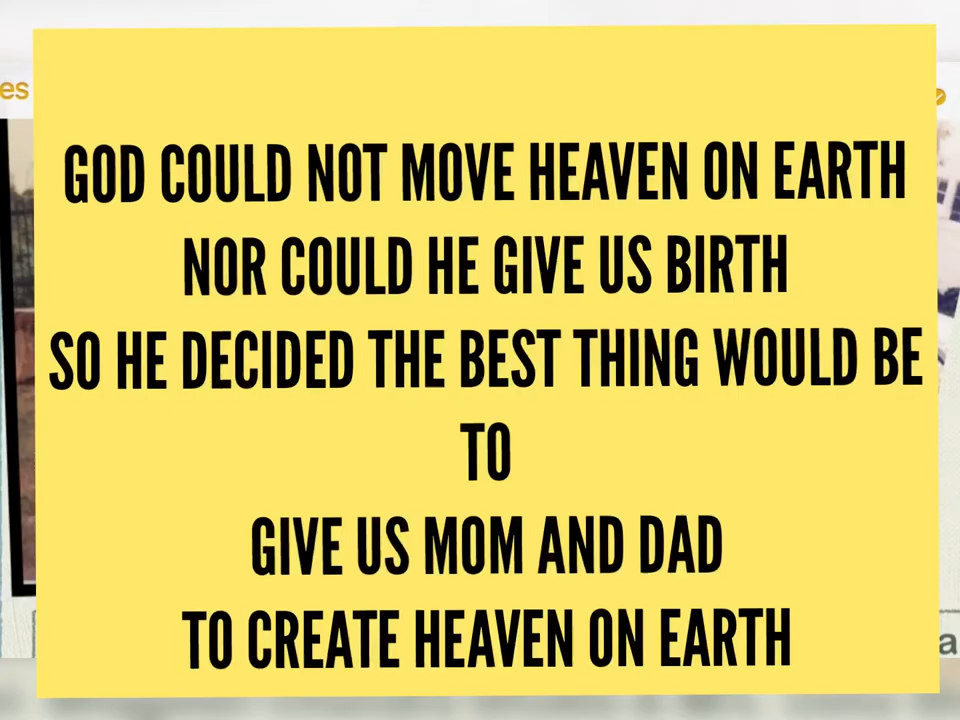 es
GOD COULD NOT MOVE HEAVEN ON EARTH
NOR COULD HE GIVE US BIRTH
SO HE DECIDED THE BEST THING WOULD BE
TO
GIVE US MOM AND DAD
TO CREATE HEAVEN ON EARTH
a